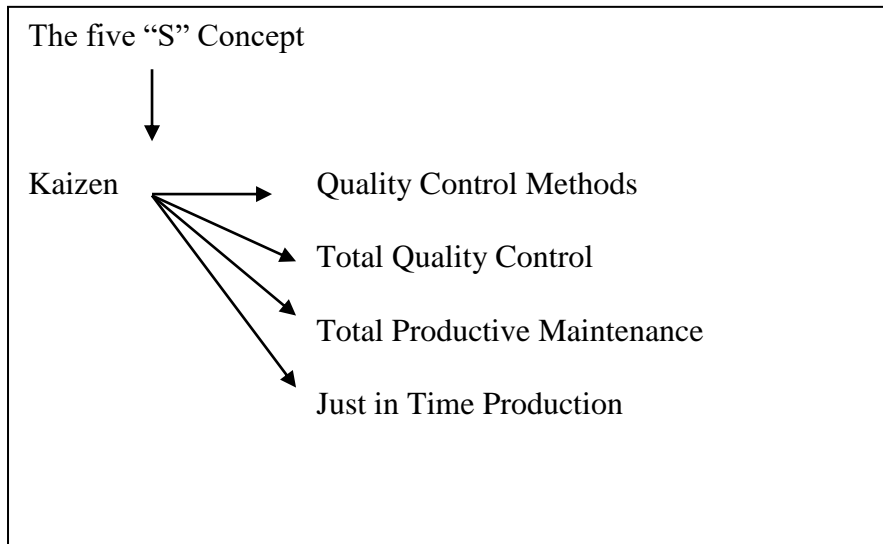 The five “S” Concept
Kaizen
Quality Control Methods
Total Quality Control
Total Productive Maintenance
Just in Time Production